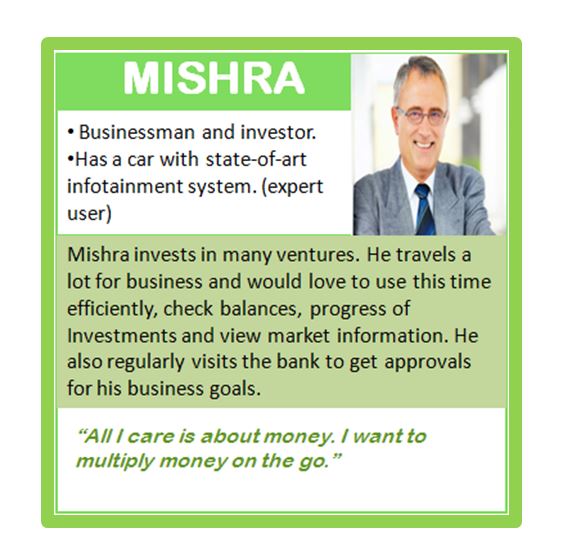 MISHRA
• Businessman and investor.
•Has a car with state-of-art
infotainment system. (expert
user)
Mishra invests in many ventures. He travels a
lot for business and would love to use this time
efficiently, check balances, progress of
Investments and view market information. He
also regularly visits the bank to get approvals
for his business goals.
“All I care is about money. I want to
multiply money on the go.”